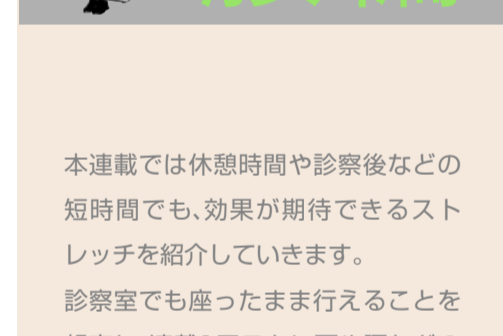 本連載では休憩時間や診察後などの
短時間でも、効果が期待できるスト
レッチを紹介していきます。
診察室でも座ったまま行えることを